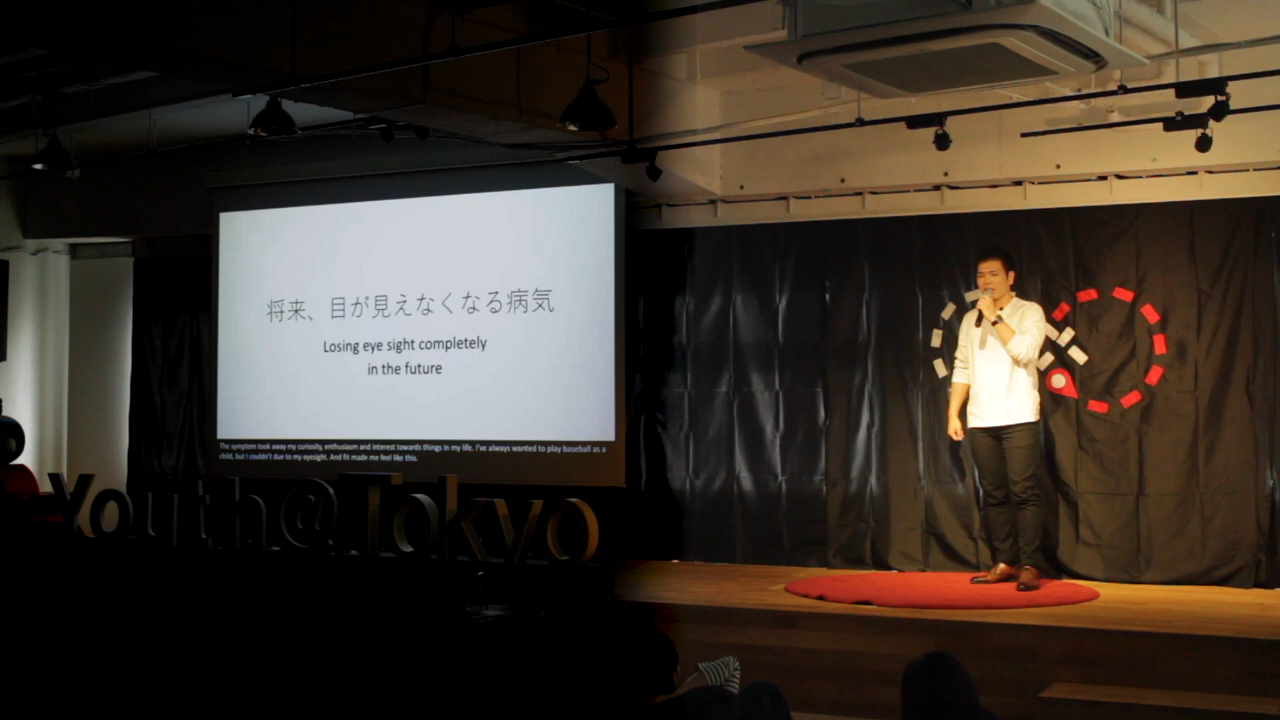 将来、目が見えなくなる病気
Losing eye sight completely
in the future
The symptom took away my curiosity, enthusiasm and interest towards things in my life. I've always wanted to play baseball as a
child, but I couldn't due to my eyesight. And fit made me feel like this.
Youth@Tokyo